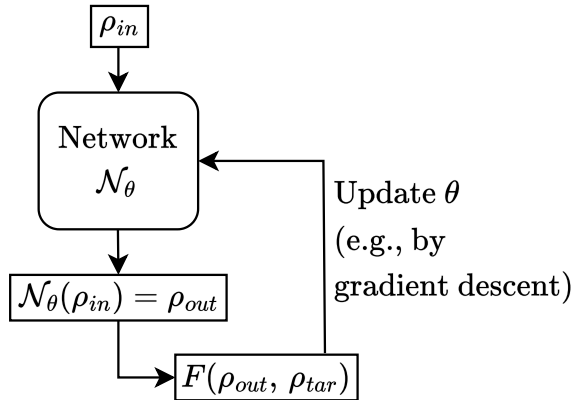 ρ_in
Network
𝒩_θ
Update θ
(e.g., by
gradient descent)
𝒩_θ(ρ_in) = ρ_out
F(ρ_out, ρ_tar)